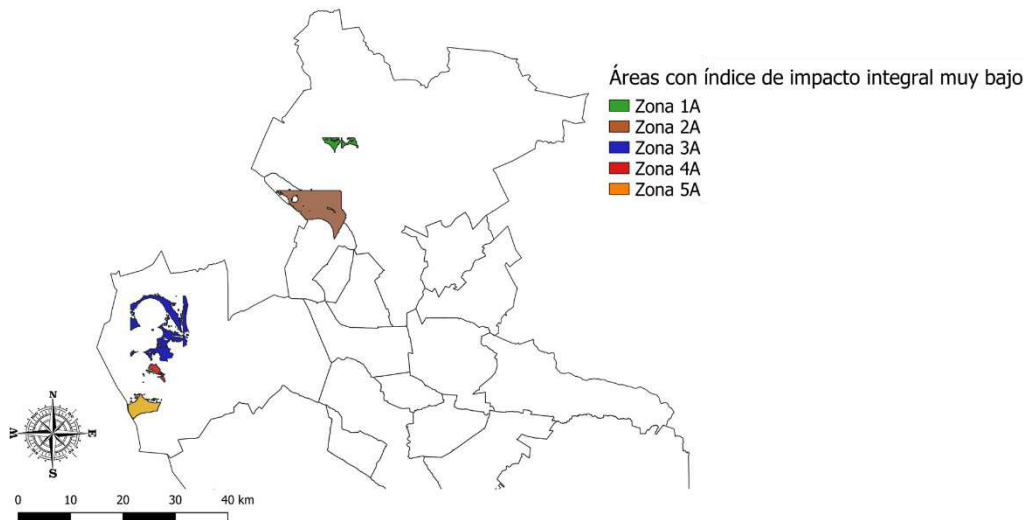 Áreas con índice de impacto integral muy bajo
Zona 1A
Zona 2A
Zona 3A
Zona 4A
Zona 5A
N
W E
S
0 10 20 30 40 km